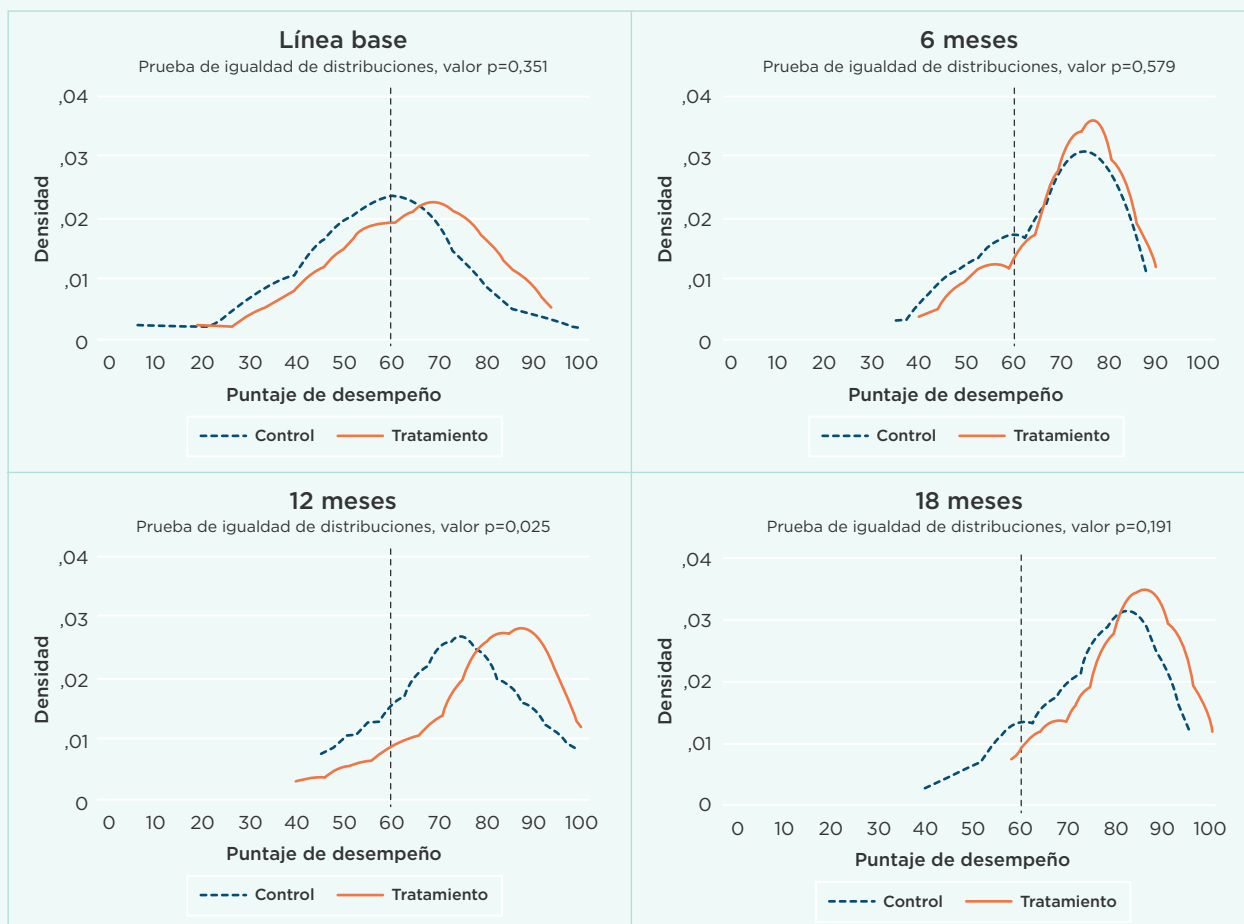 Línea base
Prueba de igualdad de distribuciones, valor p=0,351
,04
,03
,02
,01
0
Densidad
0 10 20 30 40 50 60 70 80 90 100
Puntaje de desempeño
Control Tratamiento
6 meses
Prueba de igualdad de distribuciones, valor p=0,579
,04
,03
,02
,01
0
Densidad
0 10 20 30 40 50 60 70 80 90 100
Puntaje de desempeño
Control Tratamiento
12 meses
Prueba de igualdad de distribuciones, valor p=0,025
,04
,03
,02
,01
0
Densidad
0 10 20 30 40 50 60 70 80 90 100
Puntaje de desempeño
Control Tratamiento
18 meses
Prueba de igualdad de distribuciones, valor p=0,191
,04
,03
,02
,01
0
Densidad
0 10 20 30 40 50 60 70 80 90 100
Puntaje de desempeño
Control Tratamiento